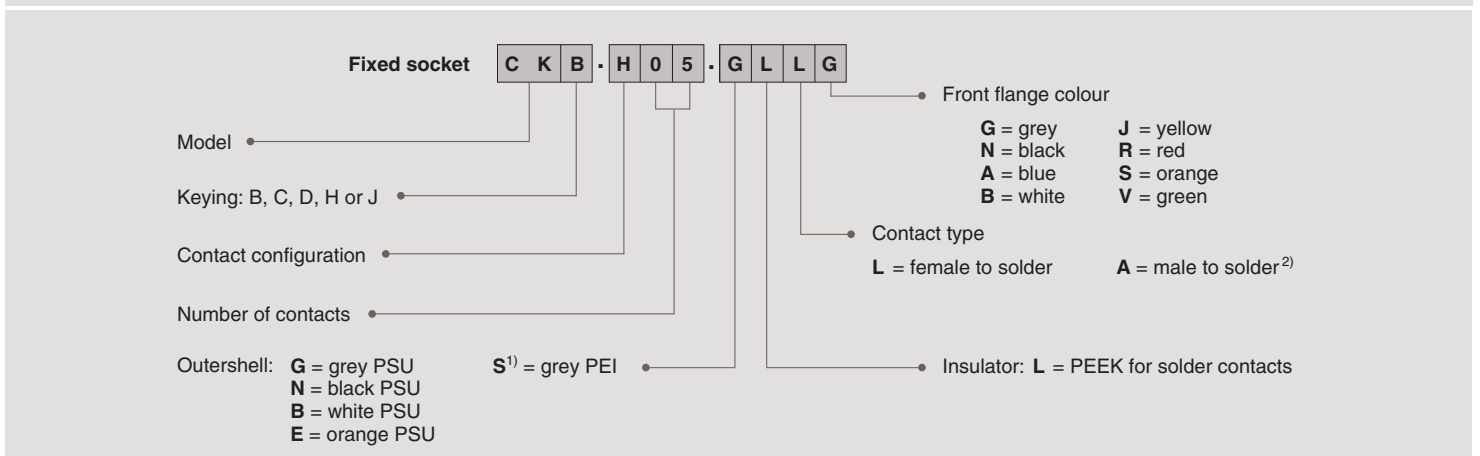 Fixed socket C K B . H 0 5 . G L L G
Front flange colour
G = grey J = yellow
N = black R = red
A = blue S = orange
B = white V = green
Model
Keying: B, C, D, H or J
Contact type
Contact configuration
L = female to solder A = male to solder 2)
Number of contacts
Outershell: G = grey PSU S1) = grey PEI Insulator: L = PEEK for solder contacts
N = black PSU
B = white PSU
E = orange PSU